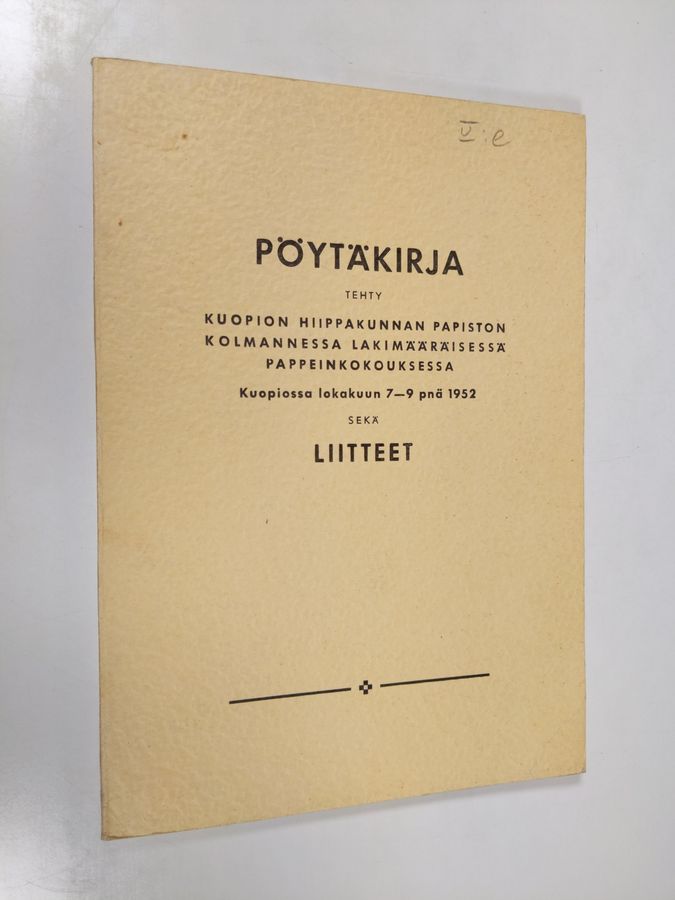 V:e
PÖYTÄKIRJA
TEHTY
KUOPION HIIPPAKUNNAN PAPISTON
KOLMANNESSA LAKIMÄÄRÄISESSÄ
PAPPEINKOKOUKSESSA
Kuopiossa lokakuun 7—9 pnä 1952
SEKÄ
LIITTEET